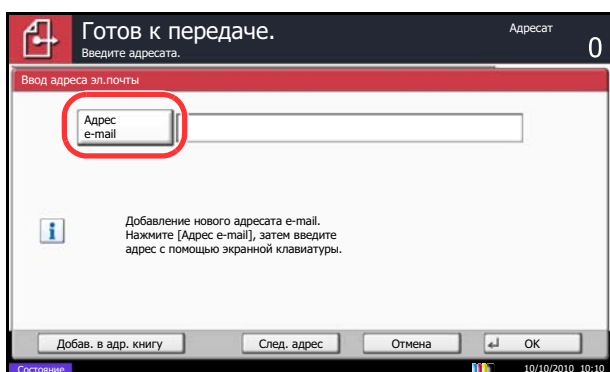 Готов к передаче.
Адресат
Введите адресата.
0
Ввод адреса эл.почты
Адрес
e-mail
Добавление нового адресата e-mail.
Нажмите [Адрес e-mail], затем введите
адрес с помощью экранной клавиатуры.
Добав. в адр. книгу
След. адрес
Отмена
OK
Состояние
10/10/2010 10:10